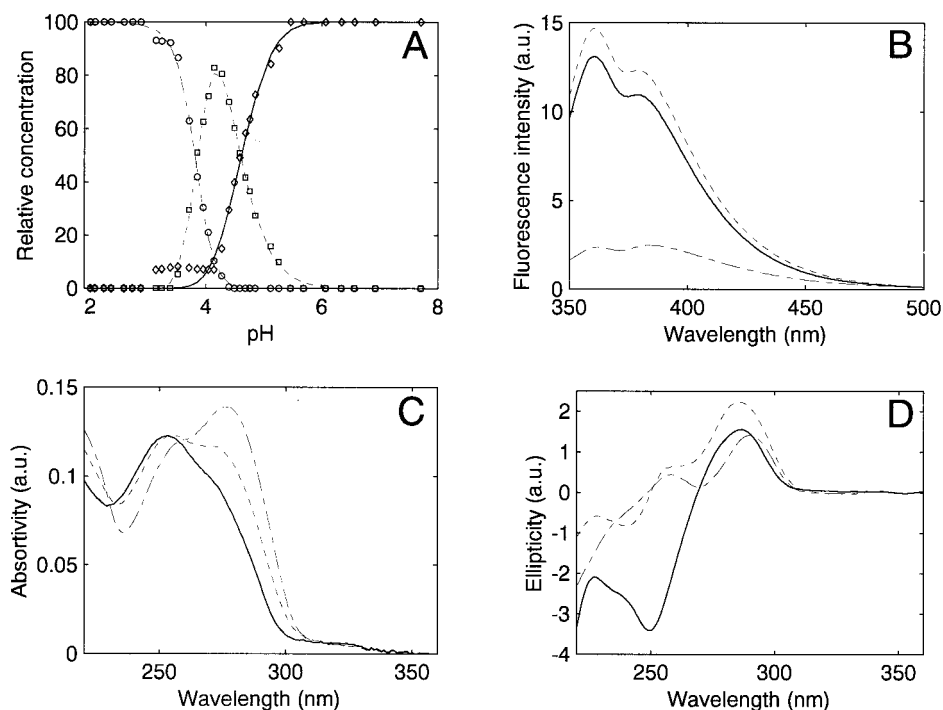 100
80
60
40
20
0
2
4
6
8
pH
Relative concentration
A
15
10
5
0
350
400
450
500
Wavelength (nm)
Fluorescence intensity (a.u.)
B
0.15
0.1
0.05
0
250
300
350
Wavelength (nm)
Absortivity (a.u.)
C
2
1
0
-1
-2
-3
-4
250
300
350
Wavelength (nm)
Ellipticity (a.u.)
D